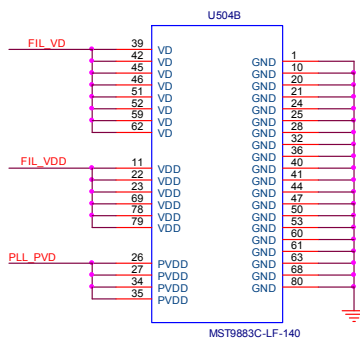 U504B
FIL_VD 39 VD GND 1
42 VD GND 10
45 VD GND 20
46 VD GND 21
51 VD GND 24
52 VD GND 25
59 VD GND 28
62 VD GND 32
GND 36
FIL_VDD 11 VDD GND 40
22 VDD GND 41
23 VDD GND 44
69 VDD GND 47
78 VDD GND 50
79 VDD GND 53
GND 60
GND 61
PLL_PVD 26 PVDD GND 63
27 PVDD GND 68
34 PVDD GND 80
35 PVDD
MST9883C-LF-140